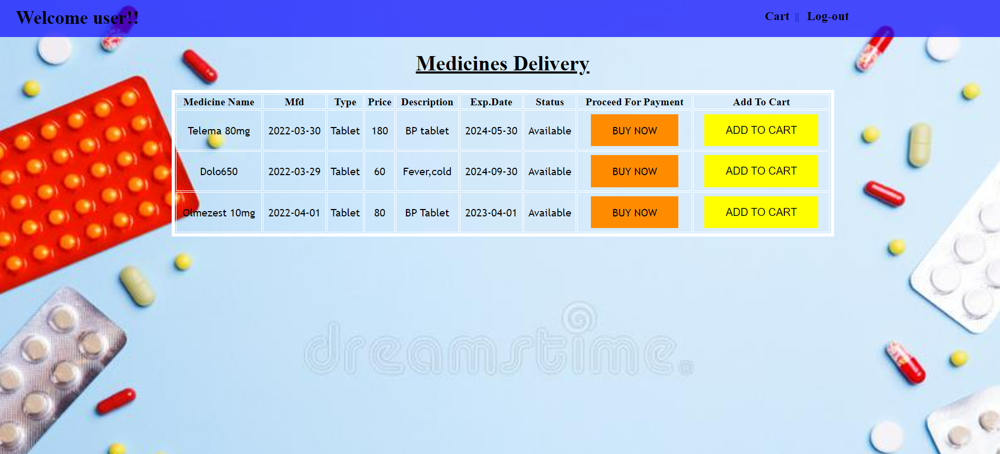 Welcome user!!
Cart || Log-out
Medicines Delivery
Medicine Name Mfd Type Price Description Exp.Date Status Proceed For Payment Add To Cart
Telema 80mg 2022-03-30 Tablet 180 BP tablet 2024-05-30 Available BUY NOW ADD TO CART
Dolo650 2022-03-29 Tablet 60 Fever,cold 2024-09-30 Available BUY NOW ADD TO CART
Olmezest 10mg 2022-04-01 Tablet 80 BP Tablet 2023-04-01 Available BUY NOW ADD TO CART
dreamstime®